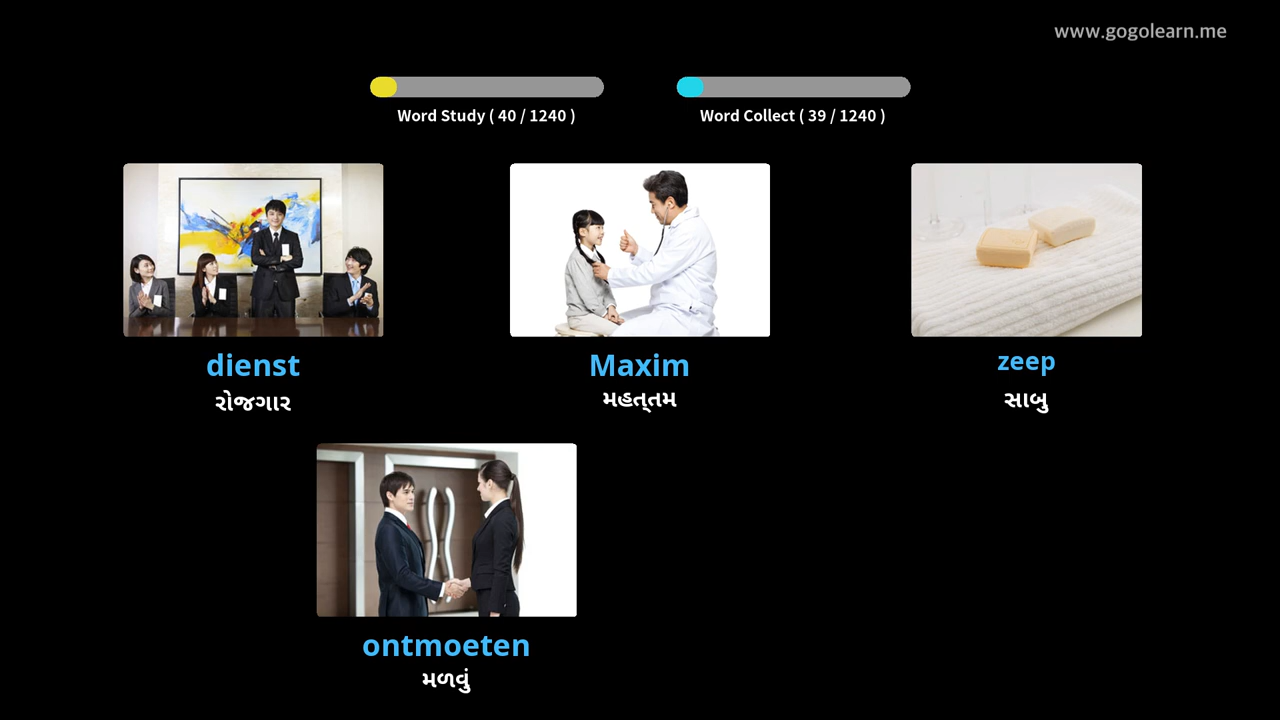 www.gogolearn.me
Word Study ( 40 / 1240 )
Word Collect ( 39 / 1240 )
dienst
રોજગાર
Maxim
મહત્‌તમ
zeep
સાબુ
ontmoeten
મળવું